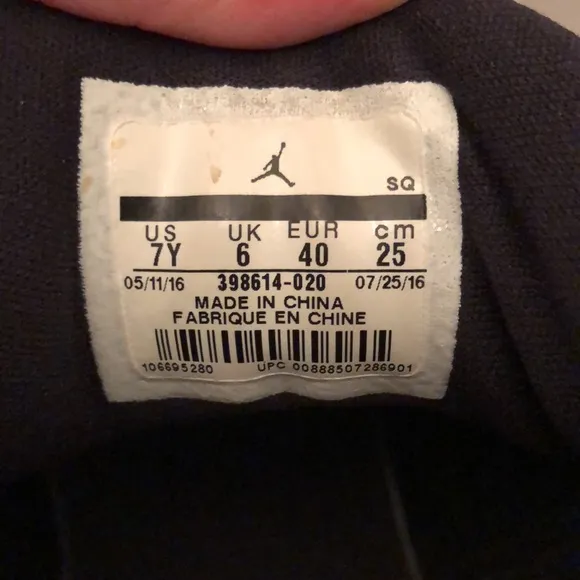 SQ
US UK EUR cm
7Y 6 40 25
05/11/16 398614-020 07/25/16
MADE IN CHINA
FABRIQUE EN CHINE
106695280 UPC 00888507286901